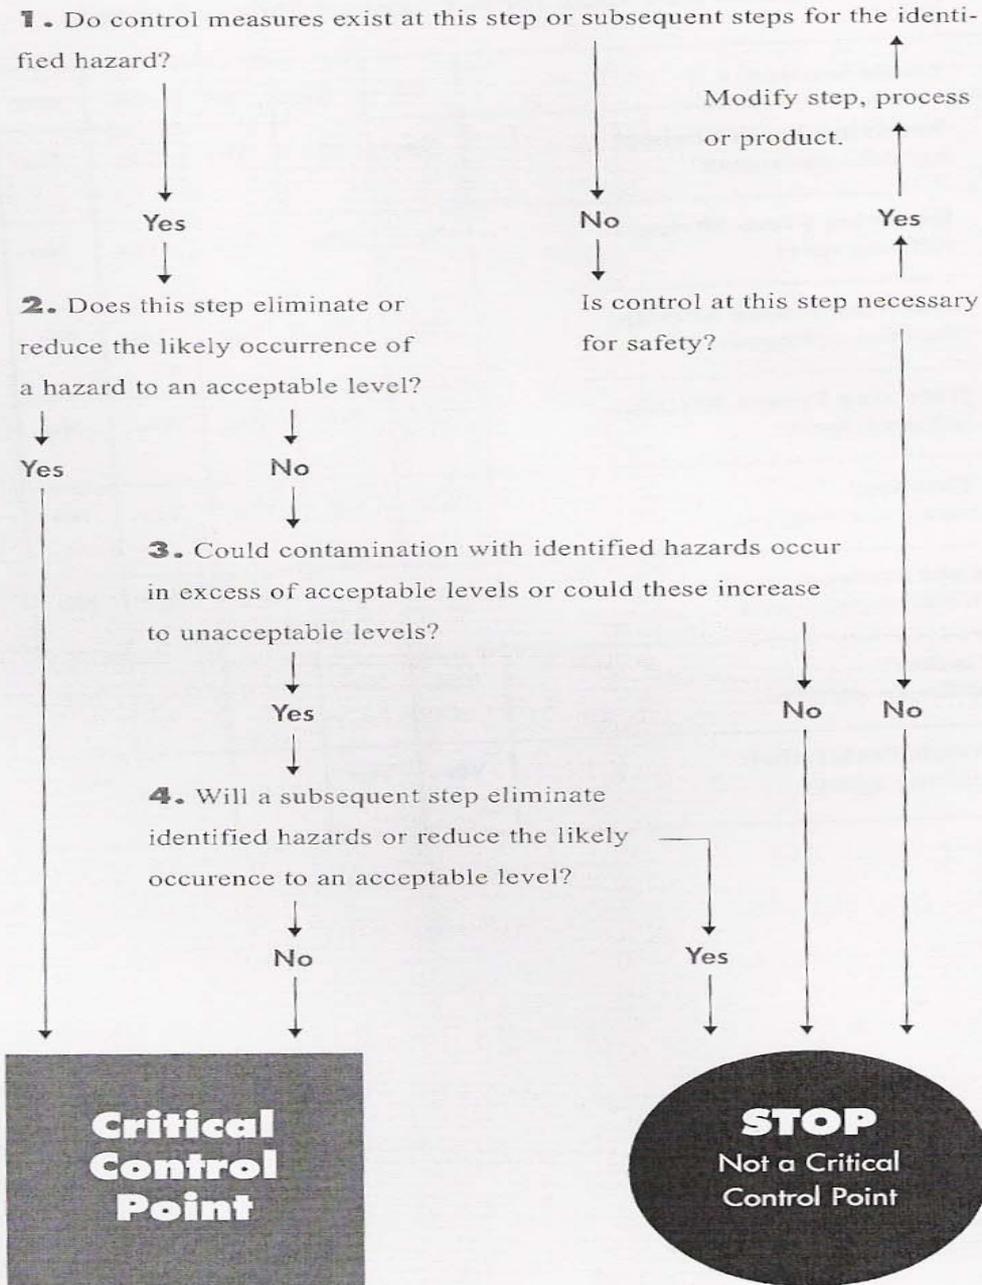 1. Do control measures exist at this step or subsequent steps for the identi-
fied hazard?
Modify step, process
or product.
Yes
No
Yes
2. Does this step eliminate or
reduce the likely occurrence of
a hazard to an acceptable level?
Is control at this step necessary
for safety?
Yes
No
3. Could contamination with identified hazards occur
in excess of acceptable levels or could these increase
to unacceptable levels?
Yes
No
No
4. Will a subsequent step eliminate
identified hazards or reduce the likely
occurence to an acceptable level?
No
Yes
Critical
Control
Point
STOP
Not a Critical
Control Point